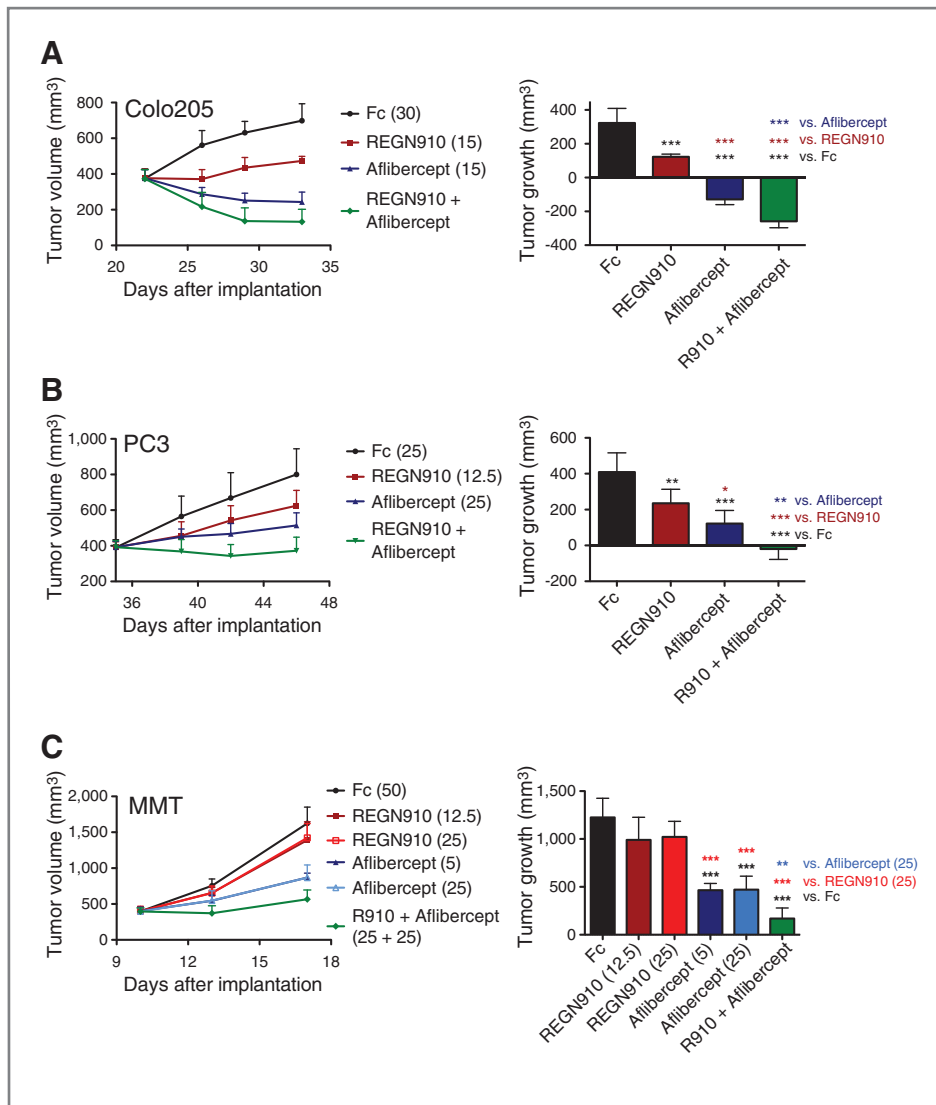 A
Colo205
Tumor volume (mm³)
800
600
400
200
0
20
25
30
35
Days after implantation
Fc (30)
REGN910 (15)
Aflibercept (15)
REGN910 +
Aflibercept
Tumor growth (mm³)
400
200
0
-200
-400
***
***
***
*** vs. Aflibercept
*** vs. REGN910
*** vs. Fc
Fc
REGN910
Aflibercept
R910 + Aflibercept
B
PC3
Tumor volume (mm³)
1,000
800
600
400
200
36
40
44
48
Days after implantation
Fc (25)
REGN910 (12.5)
Aflibercept (25)
REGN910 +
Aflibercept
Tumor growth (mm³)
600
400
200
0
-200
**
*
***
** vs. Aflibercept
*** vs. REGN910
*** vs. Fc
Fc
REGN910
Aflibercept
R910 + Aflibercept
C
MMT
Tumor volume (mm³)
2,000
1,500
1,000
500
0
9
12
15
18
Days after implantation
Fc (50)
REGN910 (12.5)
REGN910 (25)
Aflibercept (5)
Aflibercept (25)
R910 + Aflibercept
(25 + 25)
Tumor growth (mm³)
1,500
1,000
500
0
***
***
***
***
** vs. Aflibercept (25)
*** vs. REGN910 (25)
*** vs. Fc
Fc
REGN910 (12.5)
REGN910 (25)
Aflibercept (5)
Aflibercept (25)
R910 + Aflibercept